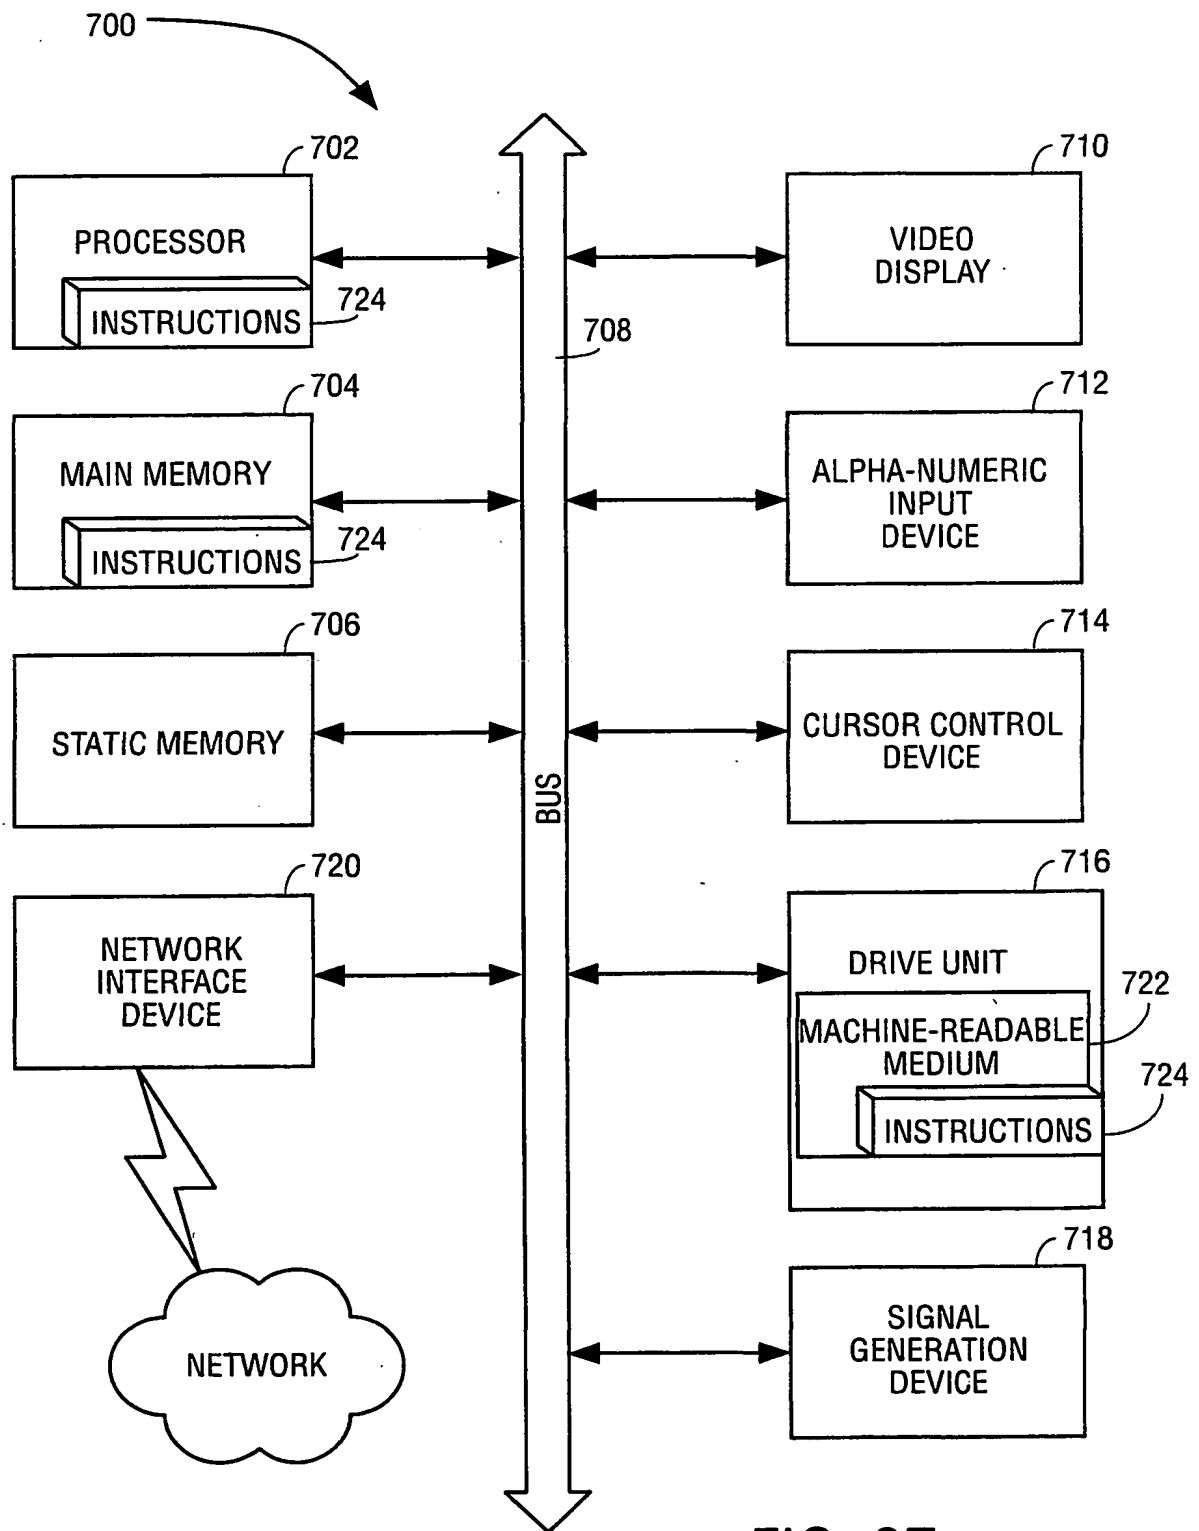 700
702
PROCESSOR
724
INSTRUCTIONS
704
MAIN MEMORY
724
INSTRUCTIONS
706
STATIC MEMORY
720
NETWORK
INTERFACE
DEVICE
NETWORK
708
BUS
710
VIDEO
DISPLAY
712
ALPHA-NUMERIC
INPUT
DEVICE
714
CURSOR CONTROL
DEVICE
716
DRIVE UNIT
722
MACHINE-READABLE
MEDIUM
724
INSTRUCTIONS
718
SIGNAL
GENERATION
DEVICE